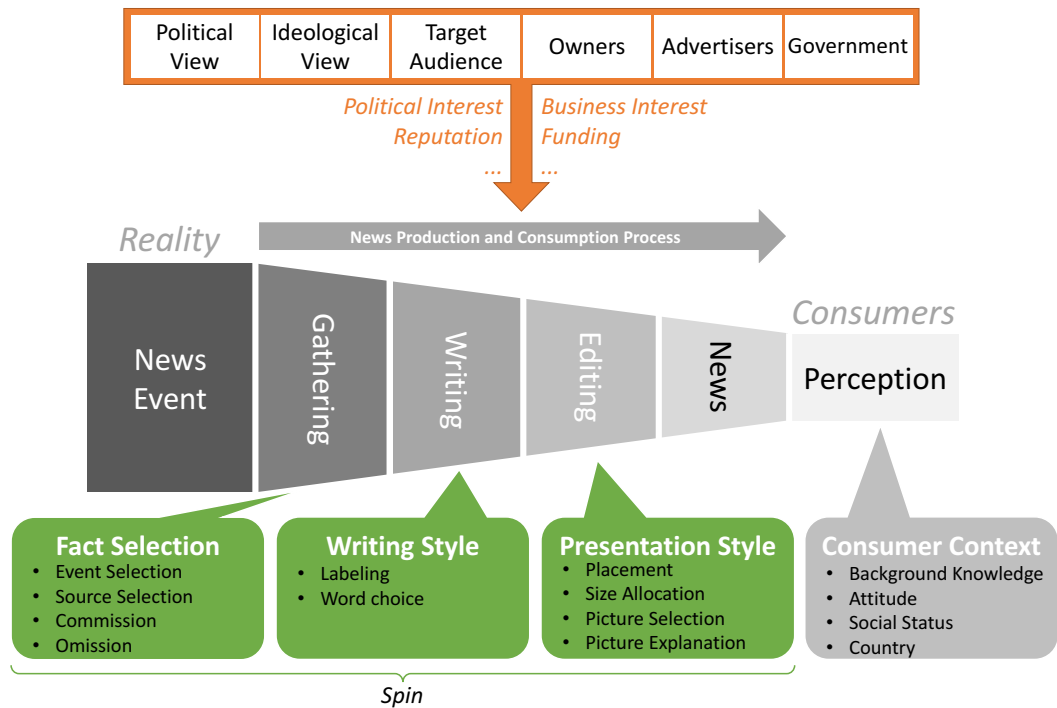 Political
View
Ideological
View
Target
Audience
Owners
Advertisers
Government
Political Interest
Reputation
...
Business Interest
Funding
...
Reality
News Production and Consumption Process
Consumers
News
Event
Gathering
Writing
Editing
News
Perception
Fact Selection
• Event Selection
• Source Selection
• Commission
• Omission
Writing Style
• Labeling
• Word choice
Presentation Style
• Placement
• Size Allocation
• Picture Selection
• Picture Explanation
Consumer Context
• Background Knowledge
• Attitude
• Social Status
• Country
Spin